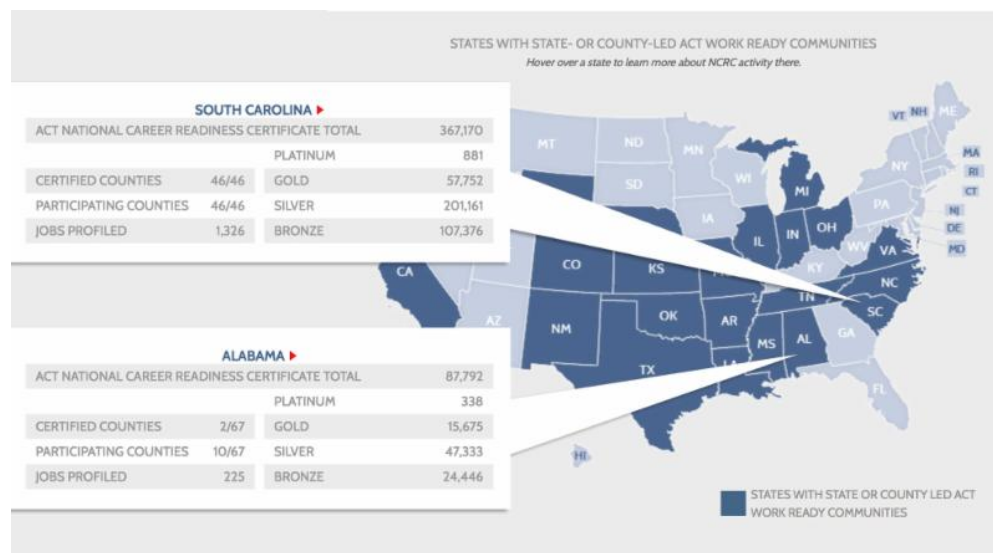 STATES WITH STATE- OR COUNTY-LED ACT WORK READY COMMUNITIES
Hover over a state to learn more about NCRC activity there.
SOUTH CAROLINA
ACT NATIONAL CAREER READINESS CERTIFICATE TOTAL 367,170
PLATINUM 881
CERTIFIED COUNTIES 46/46 GOLD 57,752
PARTICIPATING COUNTIES 46/46 SILVER 201,161
JOBS PROFILED 1,326 BRONZE 107,376
ALABAMA
ACT NATIONAL CAREER READINESS CERTIFICATE TOTAL 87,792
PLATINUM 338
CERTIFIED COUNTIES 2/67 GOLD 15,675
PARTICIPATING COUNTIES 10/67 SILVER 47,333
JOBS PROFILED 225 BRONZE 24,446
VT NH ME
MT ND MN
MA
RI
WI NY
SD MI CT
PA NJ
IA DE
IL IN OH
WV VA MD
CA CO KS KY
NC
TN
SC
AZ NM OK AR
MS AL GA
TX
FL
HI
STATES WITH STATE OR COUNTY LED ACT
WORK READY COMMUNITIES